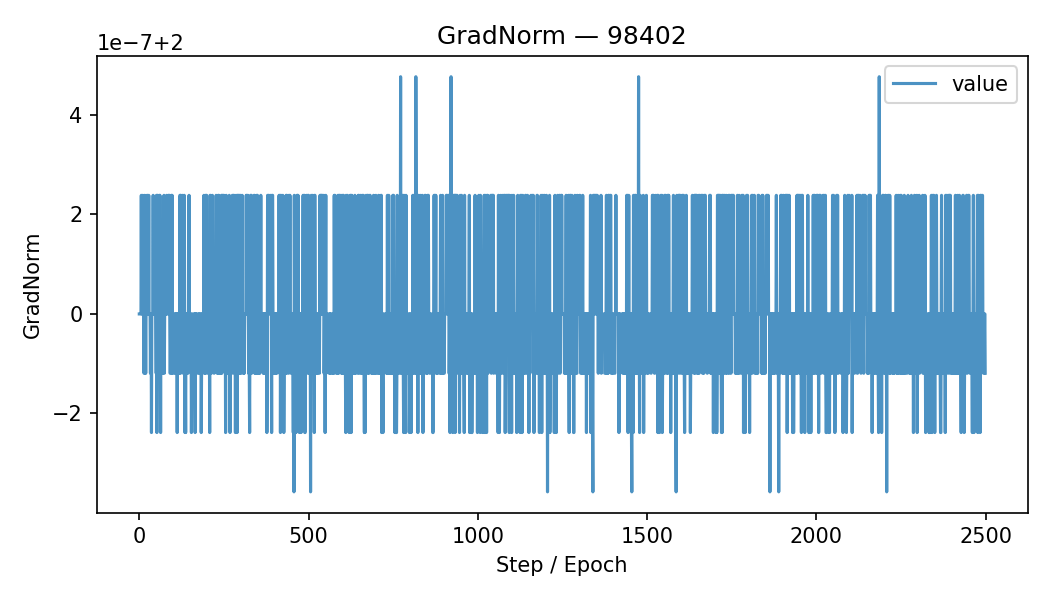 GradNorm — 98402
1e−7+2
value
4
2
0
−2
GradNorm
0 500 1000 1500 2000 2500
Step / Epoch